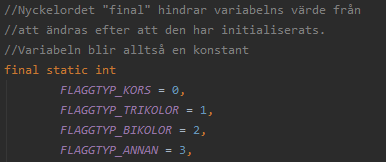 //Nyckelordet "final" hindrar variabelns värde från
//att ändras efter att den har initialiserats.
//Variabeln blir alltså en konstant
final static int
FLAGGTYP_KORS = 0,
FLAGGTYP_TRIKOLOR = 1,
FLAGGTYP_BIKOLOR = 2,
FLAGGTYP_ANNAN = 3,